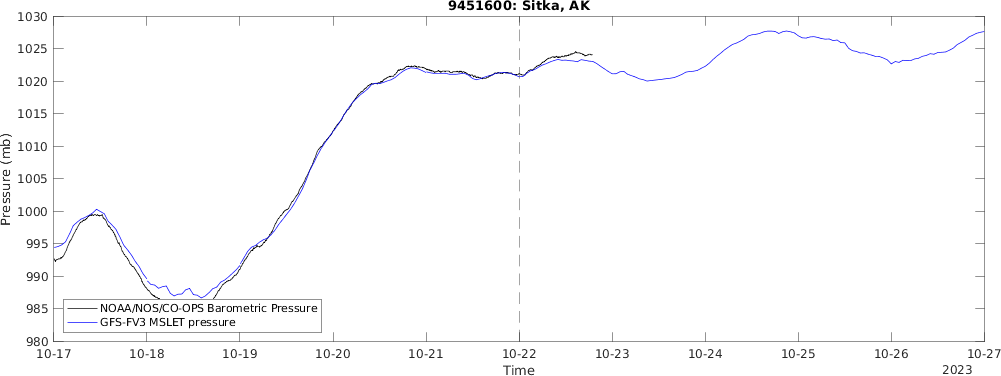 9451600: Sitka, AK
Pressure (mb)
1030
1025
1020
1015
1010
1005
1000
995
990
985
980
NOAA/NOS/CO-OPS Barometric Pressure
GFS-FV3 MSLET pressure
10-17 10-18 10-19 10-20 10-21 10-22 10-23 10-24 10-25 10-26 10-27
Time
2023